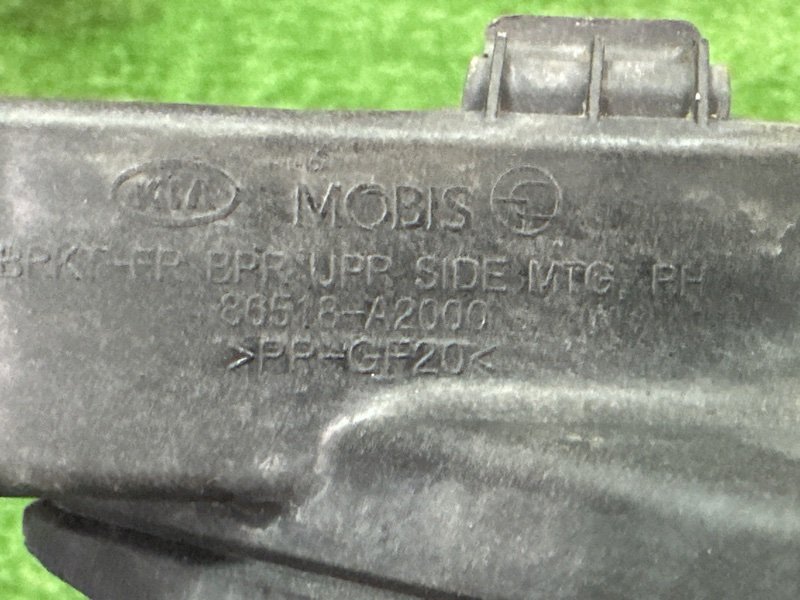 KIA MOBIS
BRKT-FR BPR UPR SIDE MTG, RH
86518-A2000
>PP-GF20<